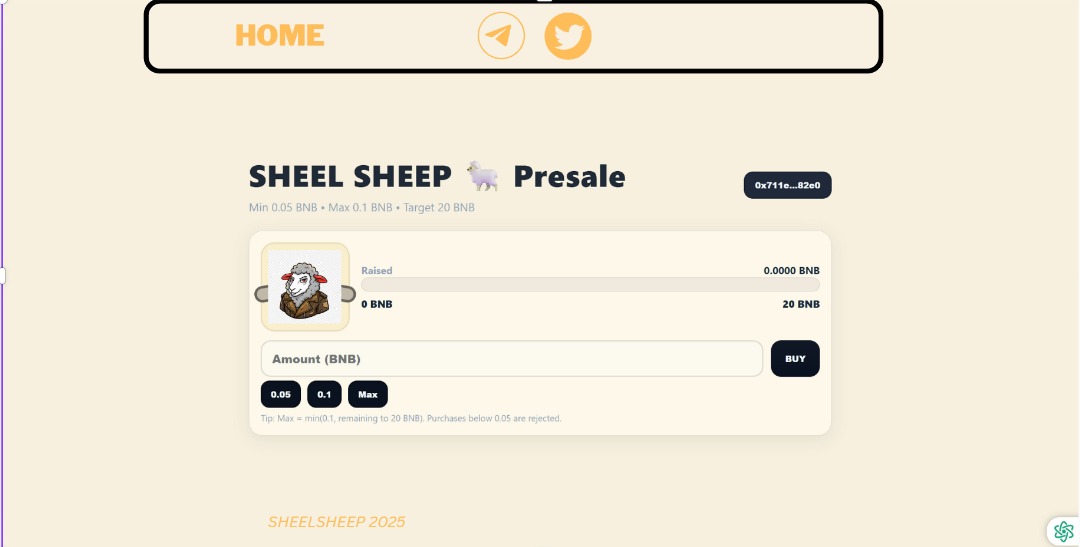 HOME
SHEEL SHEEP 🐑 Presale
0x711e...82e0
Min 0.05 BNB • Max 0.1 BNB • Target 20 BNB
Raised 0.0000 BNB
0 BNB 20 BNB
Amount (BNB) BUY
0.05 0.1 Max
Tip: Max = min(0.1, remaining to 20 BNB). Purchases below 0.05 are rejected.
SHEELSHEEP 2025